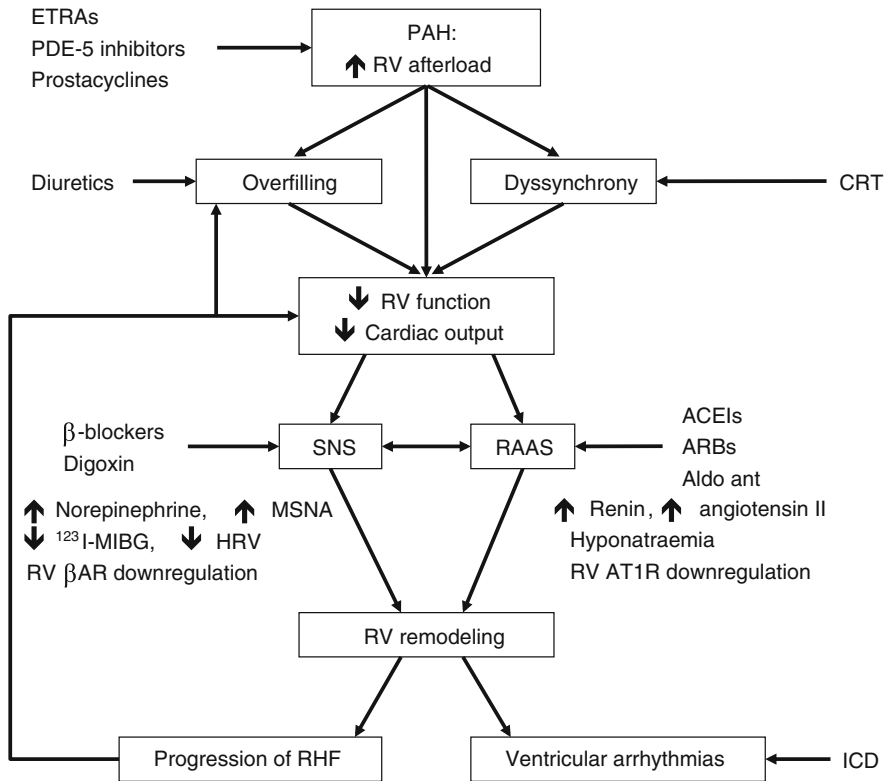 ETRAs
PDE-5 inhibitors
Prostacyclines
PAH:
↑ RV afterload
Diuretics
Overfilling
Dyssynchrony
CRT
↓ RV function
↓ Cardiac output
β-blockers
Digoxin
SNS
RAAS
ACEIs
ARBs
Aldo ant
↑ Norepinephrine, ↑ MSNA
↓ ¹²³I-MIBG, ↓ HRV
RV βAR downregulation
↑ Renin, ↑ angiotensin II
Hyponatraemia
RV AT1R downregulation
RV remodeling
Progression of RHF
Ventricular arrhythmias
ICD